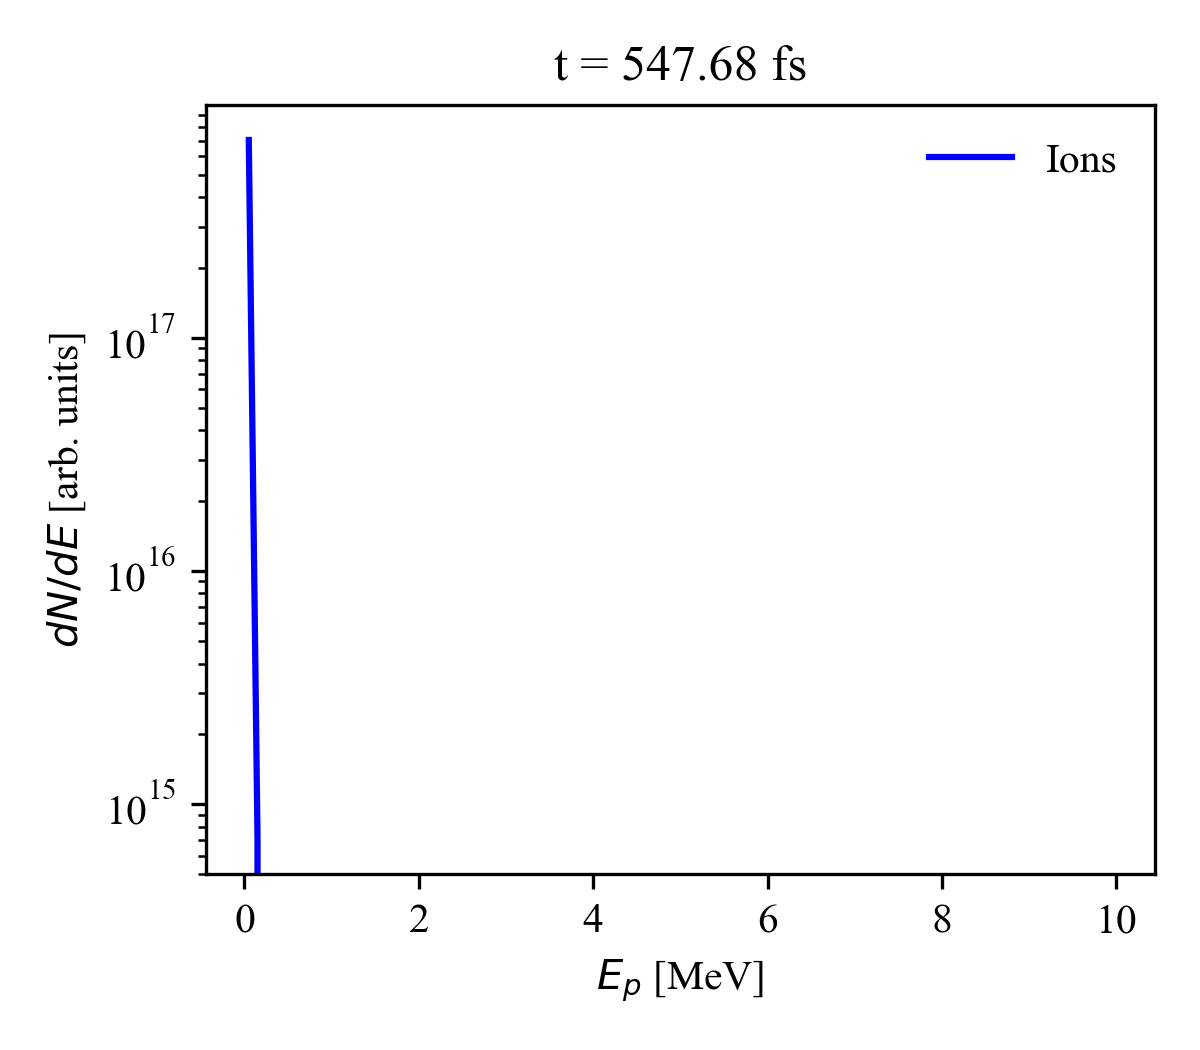 t = 547.68 fs
Ions
dN/dE [arb. units]
10^17
10^16
10^15
0 2 4 6 8 10
E_p [MeV]